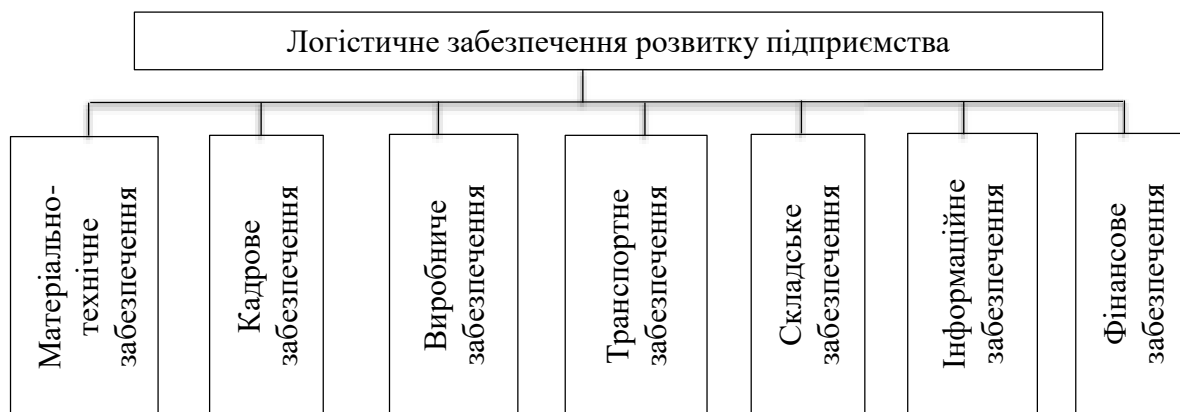 Логістичне забезпечення розвитку підприємства
Матеріально-
технічне
забезпечення
Кадрове
забезпечення
Виробниче
забезпечення
Транспортне
забезпечення
Складське
забезпечення
Інформаційне
забезпечення
Фінансове
забезпечення